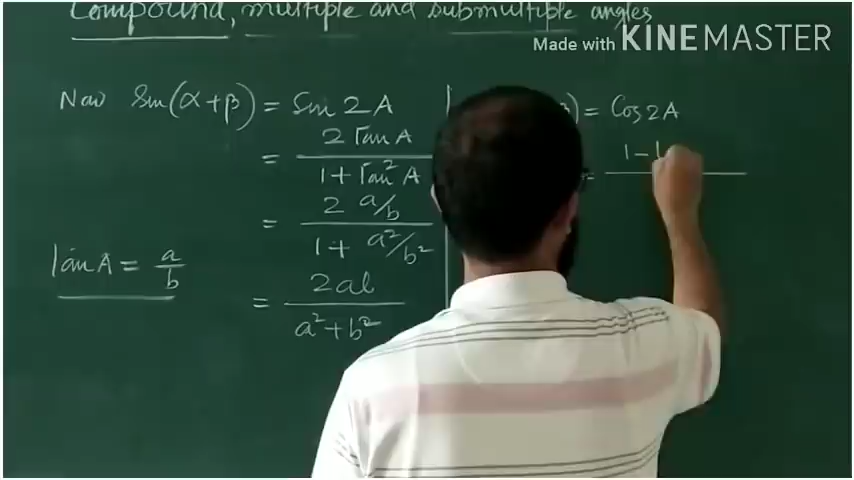 Compound, multiple and submultiple angles
Made with KINEMASTER
Now Sin(α+β) = Sin 2A
= 2 tan A / 1 + tan² A
= 2 a/b / 1 + a²/b²
tan A = a/b
= 2ab / a² + b²
) = Cos 2A
= 1 -